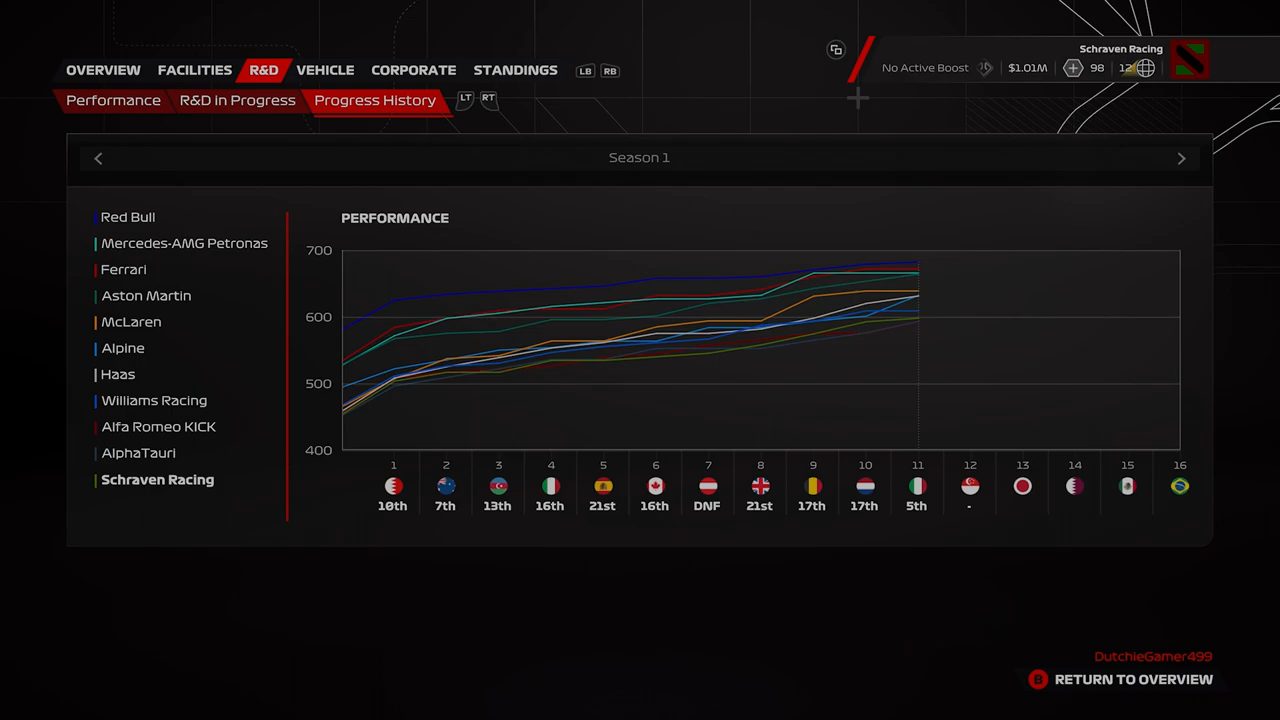 Schraven Racing
OVERVIEW FACILITIES R&D VEHICLE CORPORATE STANDINGS LB RB
No Active Boost $1.01M 98 12
Performance R&D in Progress Progress History LT RT
Season 1
Red Bull
Mercedes-AMG Petronas
Ferrari
Aston Martin
McLaren
Alpine
Haas
Williams Racing
Alfa Romeo KICK
AlphaTauri
Schraven Racing
PERFORMANCE
700
600
500
400
1 2 3 4 5 6 7 8 9 10 11 12 13 14 15 16
10th 7th 13th 16th 21st 16th DNF 21st 17th 17th 5th -
DutchieGamer499
B RETURN TO OVERVIEW